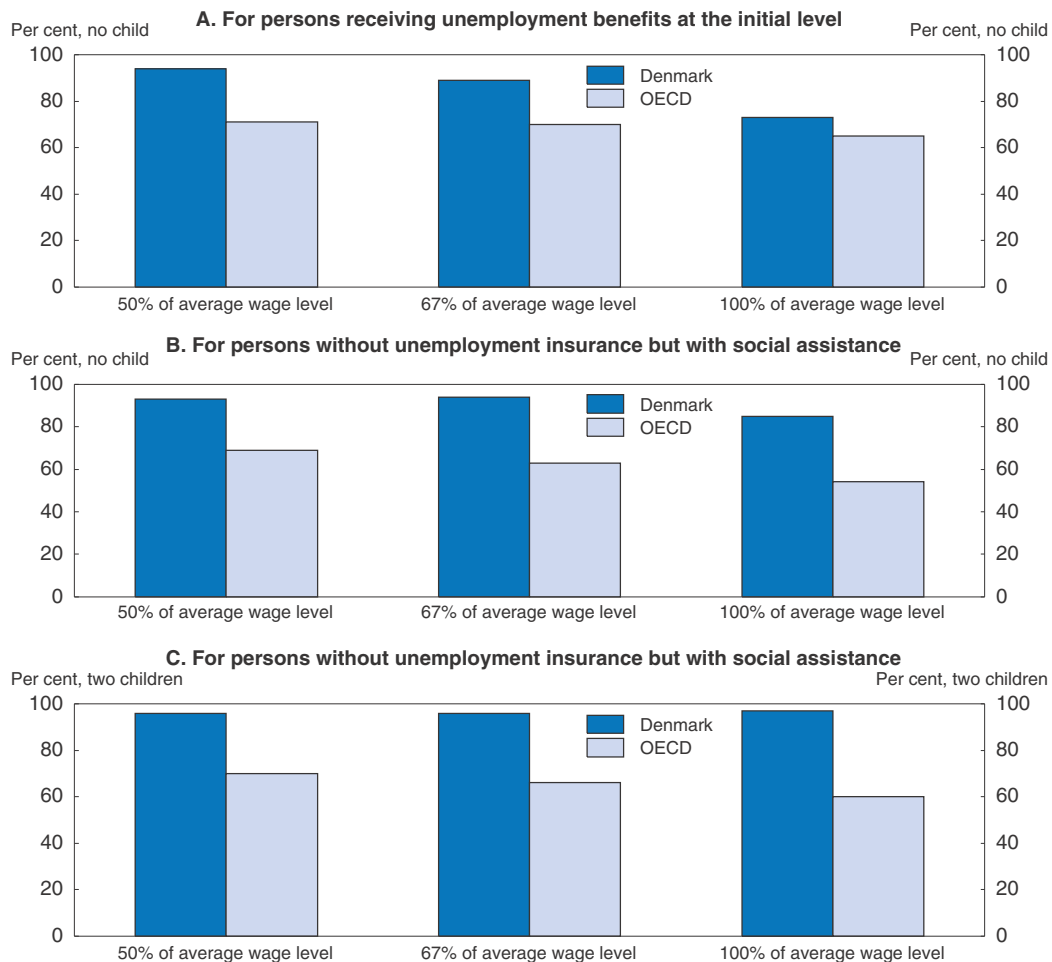 A. For persons receiving unemployment benefits at the initial level
Per cent, no child
Per cent, no child
100
80
60
40
20
0
100
80
60
40
20
0
Denmark
OECD
50% of average wage level
67% of average wage level
100% of average wage level
B. For persons without unemployment insurance but with social assistance
Per cent, no child
Per cent, no child
100
80
60
40
20
0
100
80
60
40
20
0
Denmark
OECD
50% of average wage level
67% of average wage level
100% of average wage level
C. For persons without unemployment insurance but with social assistance
Per cent, two children
Per cent, two children
100
80
60
40
20
0
100
80
60
40
20
0
Denmark
OECD
50% of average wage level
67% of average wage level
100% of average wage level